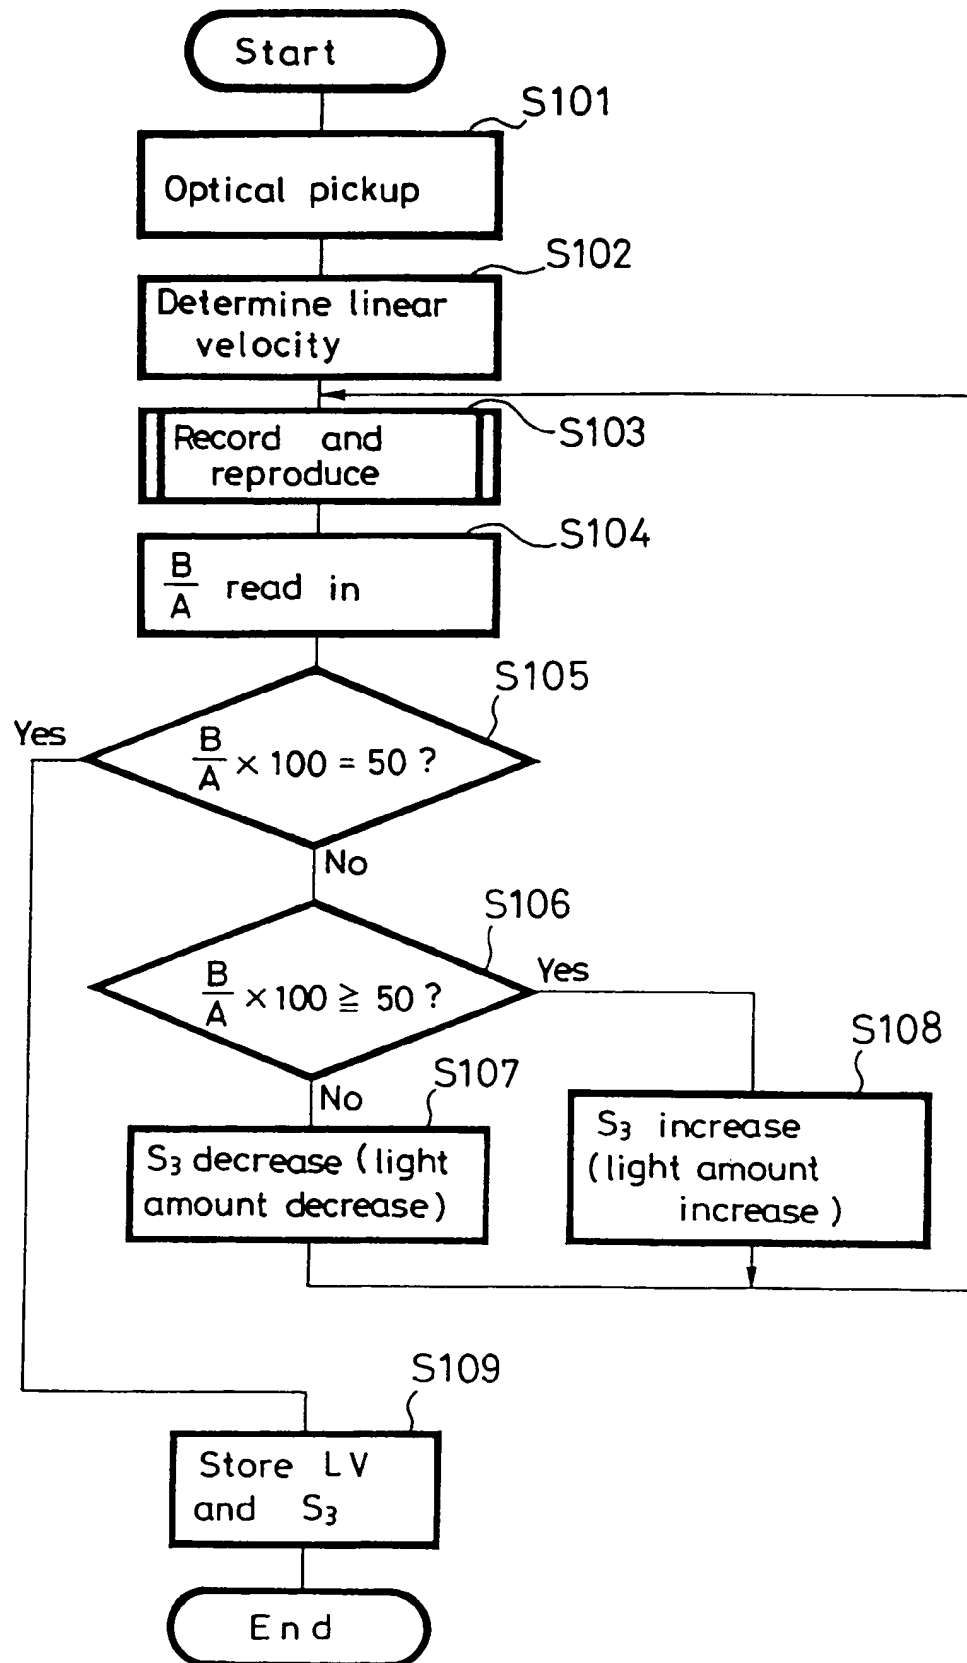 Start
S101
Optical pickup
S102
Determine linear
velocity
S103
Record and
reproduce
S104
B/A read in
S105
Yes
B/A × 100 = 50 ?
No
S106
Yes
B/A × 100 ≧ 50 ?
No
S107
S3 decrease (light
amount decrease)
S108
S3 increase
(light amount
increase)
S109
Store LV
and S3
End